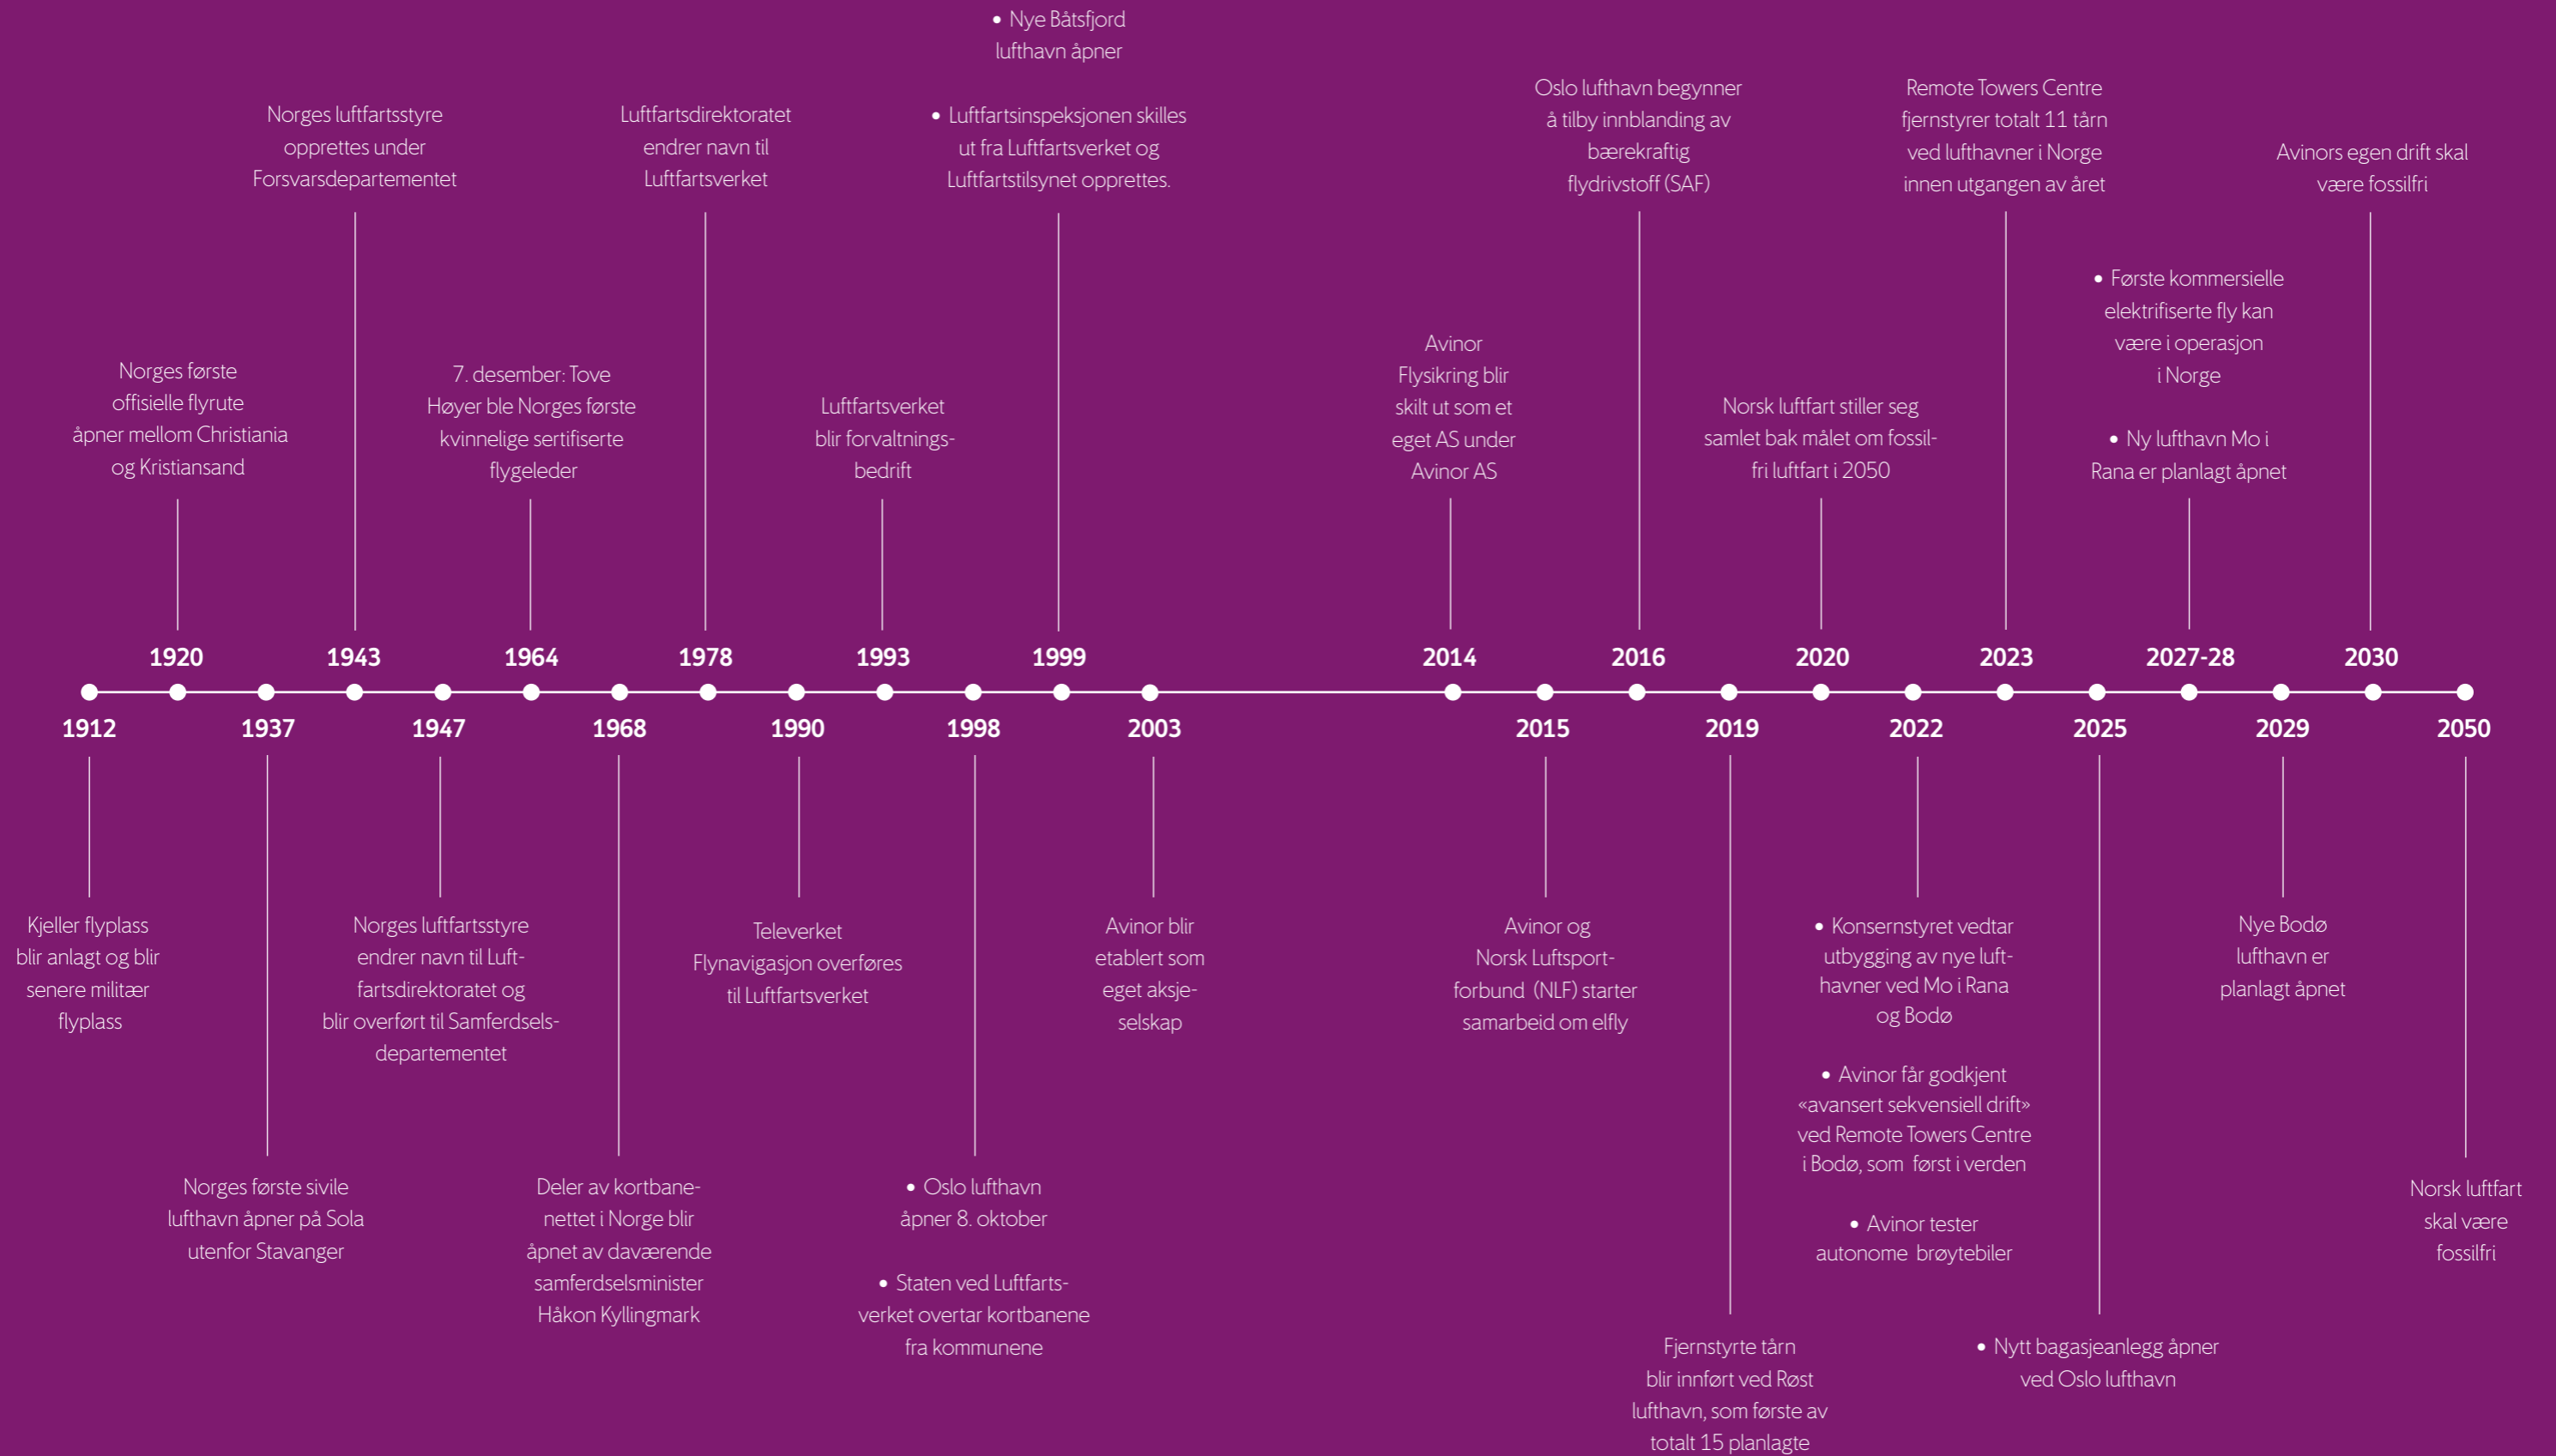 • Nye Båtsfjord
lufthavn åpner
• Luftfartsinspeksjonen skilles
ut fra Luftfartsverket og
Luftfartstilsynet opprettes.
Norges luftfartsstyre
opprettes under
Forsvarsdepartementet
Luftfartsdirektoratet
endrer navn til
Luftfartsverket
Oslo lufthavn begynner
å tilby innblanding av
bærekraftig
flydrivstoff (SAF)
Remote Towers Centre
fjernstyrer totalt 11 tårn
ved lufthavner i Norge
innen utgangen av året
Avinors egen drift skal
være fossilfri
Norges første
offisielle flyrute
åpner mellom Christiania
og Kristiansand
7. desember: Tove
Høyer ble Norges første
kvinnelige sertifiserte
flygeleder
Luftfartsverket
blir forvaltnings-
bedrift
Avinor
Flysikring blir
skilt ut som et
eget AS under
Avinor AS
Norsk luftfart stiller seg
samlet bak målet om fossil-
fri luftfart i 2050
• Første kommersielle
elektrifiserte fly kan
være i operasjon
i Norge
• Ny lufthavn Mo i
Rana er planlagt åpnet
1920
1943
1964
1978
1993
1999
2014
2016
2020
2023
2027-28
2030
1912
1937
1947
1968
1990
1998
2003
2015
2019
2022
2025
2029
2050
Kjeller flyplass
blir anlagt og blir
senere militær
flyplass
Norges luftfartsstyre
endrer navn til Luft-
fartsdirektoratet og
blir overført til Samferdsels-
departementet
Televerket
Flynavigasjon overføres
til Luftfartsverket
Avinor blir
etablert som
eget aksje-
selskap
Avinor og
Norsk Luftsport-
forbund (NLF) starter
samarbeid om elfly
• Konsernstyret vedtar
utbygging av nye luft-
havner ved Mo i Rana
og Bodø
• Avinor får godkjent
«avansert sekvensiell drift»
ved Remote Towers Centre
i Bodø, som først i verden
• Avinor tester
autonome brøytebiler
Nye Bodø
lufthavn er
planlagt åpnet
Norges første sivile
lufthavn åpner på Sola
utenfor Stavanger
Deler av kortbane-
nettet i Norge blir
åpnet av daværende
samferdselsminister
Håkon Kyllingmark
• Oslo lufthavn
åpner 8. oktober
• Staten ved Luftfarts-
verket overtar kortbanene
fra kommunene
Fjernstyrte tårn
blir innført ved Røst
lufthavn, som første av
totalt 15 planlagte
• Nytt bagasjeanlegg åpner
ved Oslo lufthavn
Norsk luftfart
skal være
fossilfri